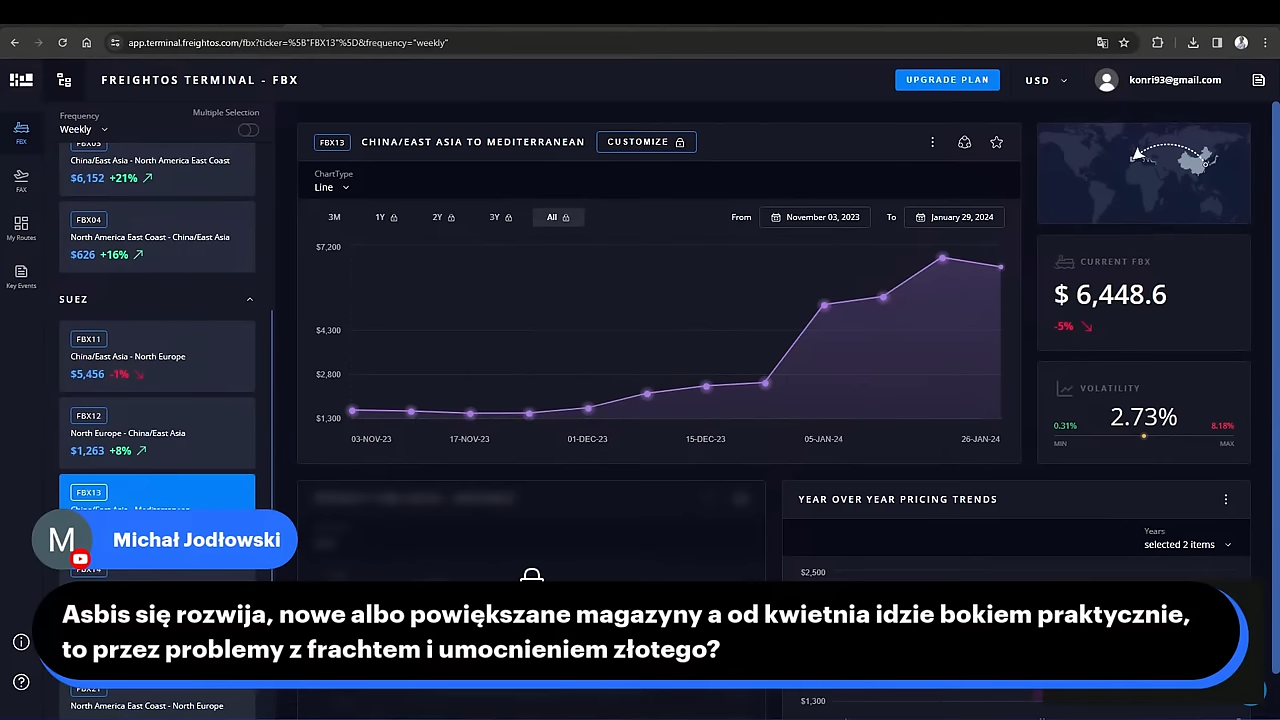 app.terminal.freightos.com/fbx?ticker=%5B"FBX13"%5D&frequency="weekly"
FREIGHTOS TERMINAL - FBX
UPGRADE PLAN
USD
konri93@gmail.com
FBX
FAX
My Routes
Key Events
Frequency
Weekly
Multiple Selection
FBX03
China/East Asia - North America East Coast
$6,152 +21%
FBX04
North America East Coast - China/East Asia
$626 +16%
SUEZ
FBX11
China/East Asia - North Europe
$5,456 -1%
FBX12
North Europe - China/East Asia
$1,263 +8%
FBX13
China/East Asia - Mediterranean
FBX14
FBX21
North America East Coast - North Europe
FBX13 CHINA/EAST ASIA TO MEDITERRANEAN CUSTOMIZE
ChartType
Line
3M 1Y 2Y 3Y All
From November 03, 2023 To January 29, 2024
$7,200
$4,300
$2,800
$1,300
03-NOV-23 17-NOV-23 01-DEC-23 15-DEC-23 05-JAN-24 26-JAN-24
CURRENT FBX
$ 6,448.6
-5%
VOLATILITY
2.73%
0.31% 8.18%
MIN MAX
YEAR OVER YEAR PRICING TRENDS
Years
selected 2 items
$2,500
$1,300
M
Michał Jodłowski
Asbis się rozwija, nowe albo powiększane magazyny a od kwietnia idzie bokiem praktycznie,
to przez problemy z frachtem i umocnieniem złotego?